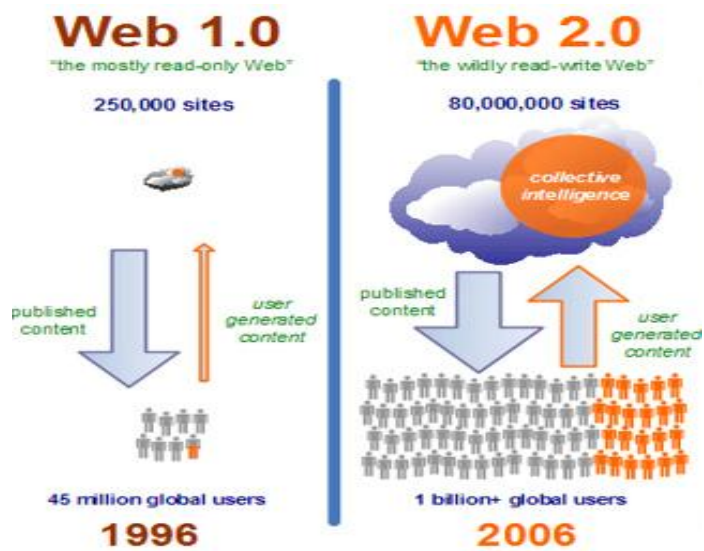 Web 1.0
"the mostly read-only Web"
250,000 sites
published
content
user
generated
content
45 million global users
1996
Web 2.0
"the wildly read-write Web"
80,000,000 sites
collective
intelligence
published
content
user
generated
content
1 billion+ global users
2006